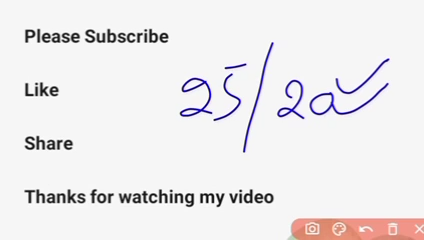 Please Subscribe
25/20
Like
Share
Thanks for watching my video